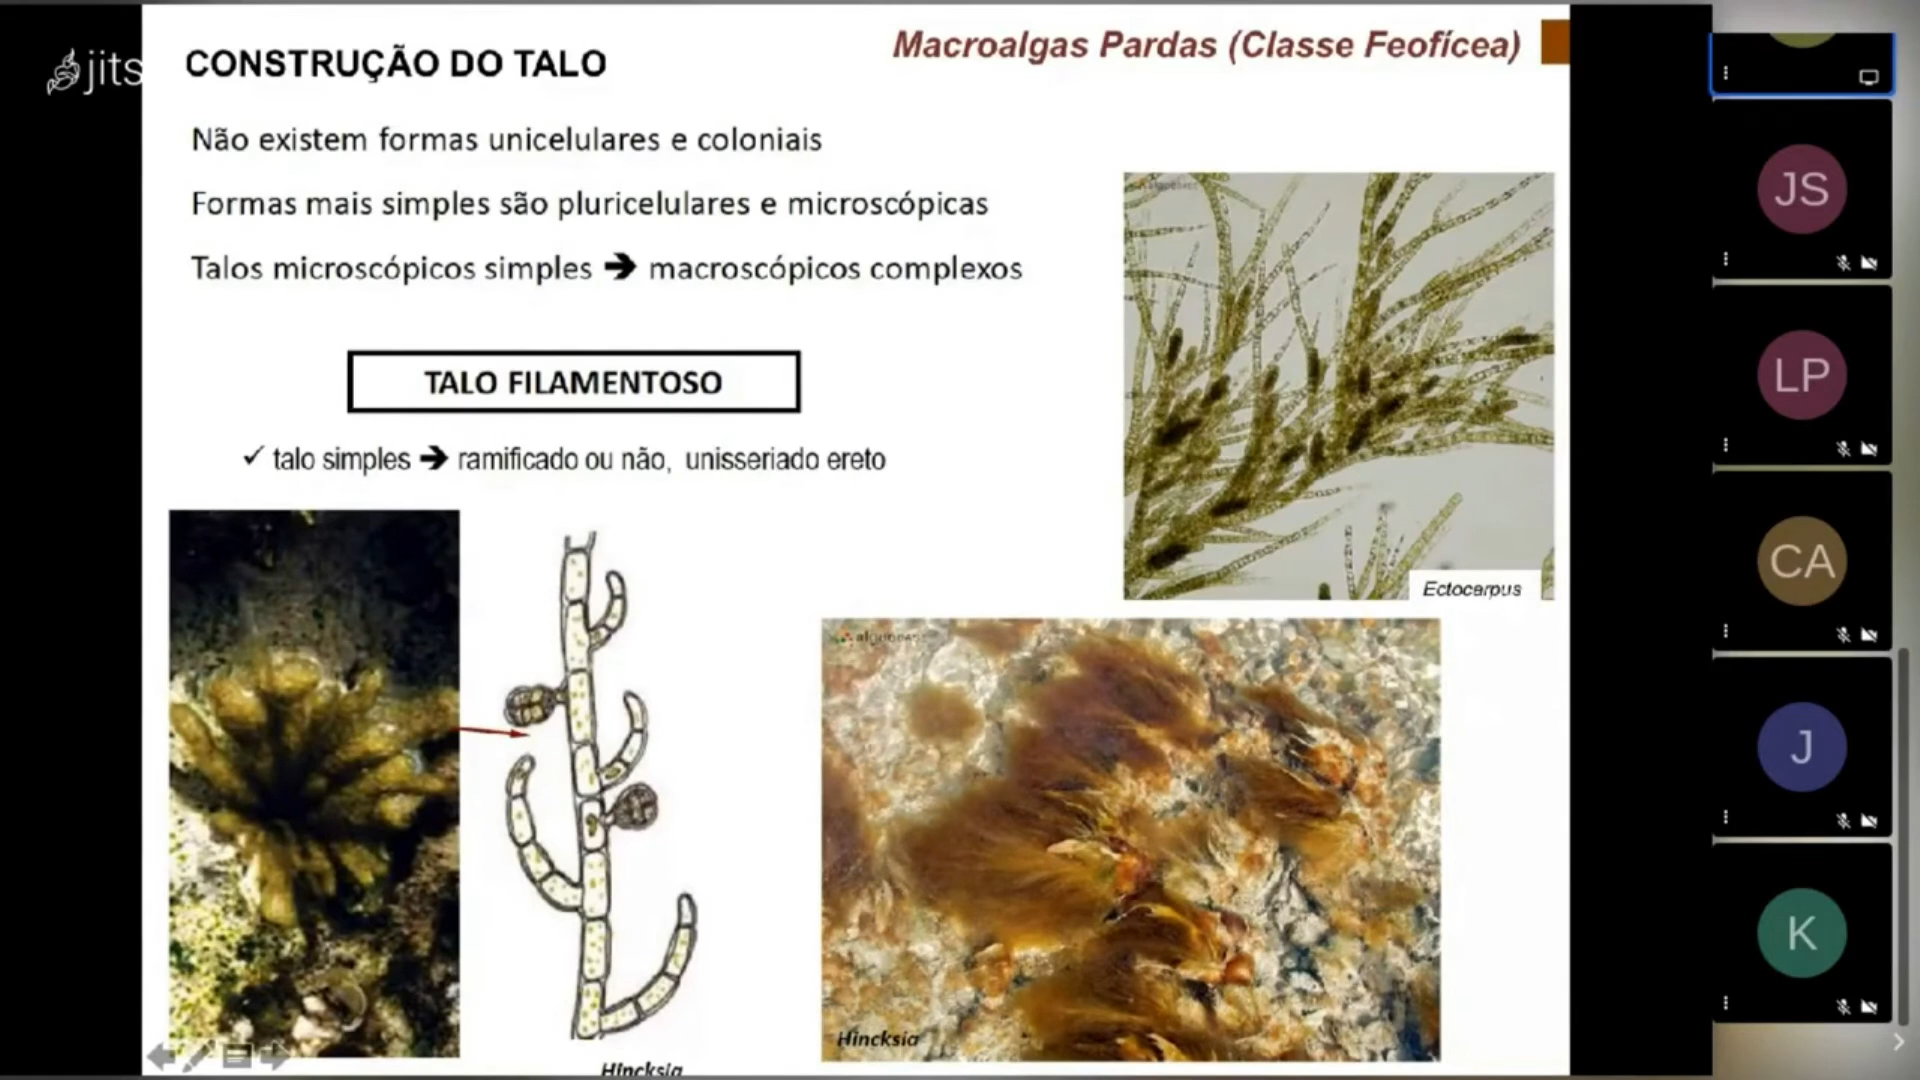 jits
CONSTRUÇÃO DO TALO
Macroalgas Pardas (Classe Feofícea)
Não existem formas unicelulares e coloniais
Formas mais simples são pluricelulares e microscópicas
Talos microscópicos simples ➔ macroscópicos complexos
TALO FILAMENTOSO
✓ talo simples ➔ ramificado ou não, unisseriado ereto
Ectocarpus
Hincksia
Hincksia
JS
LP
CA
J
K